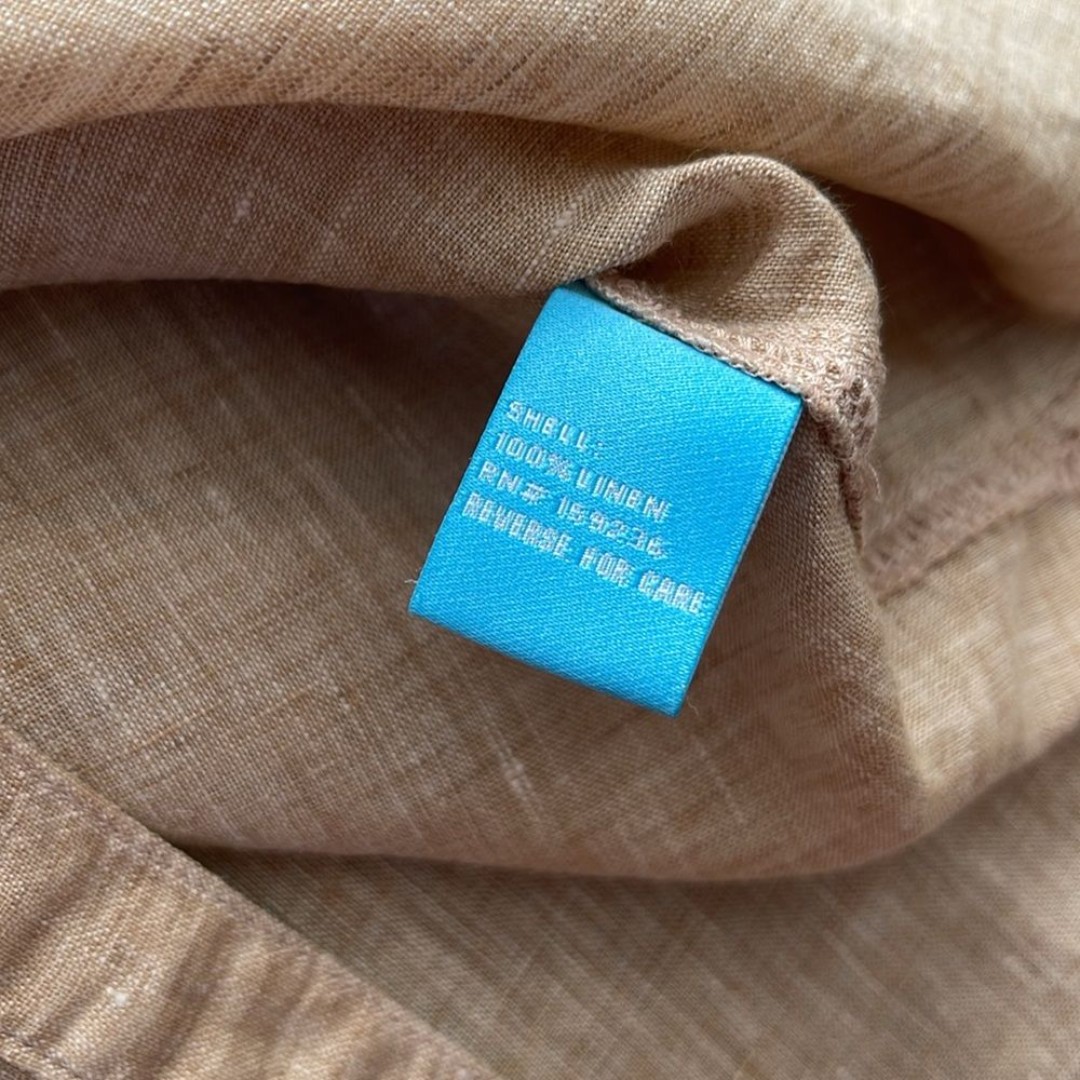 SHELL:
100% LINEN
RN# 159236
REVERSE FOR CARE